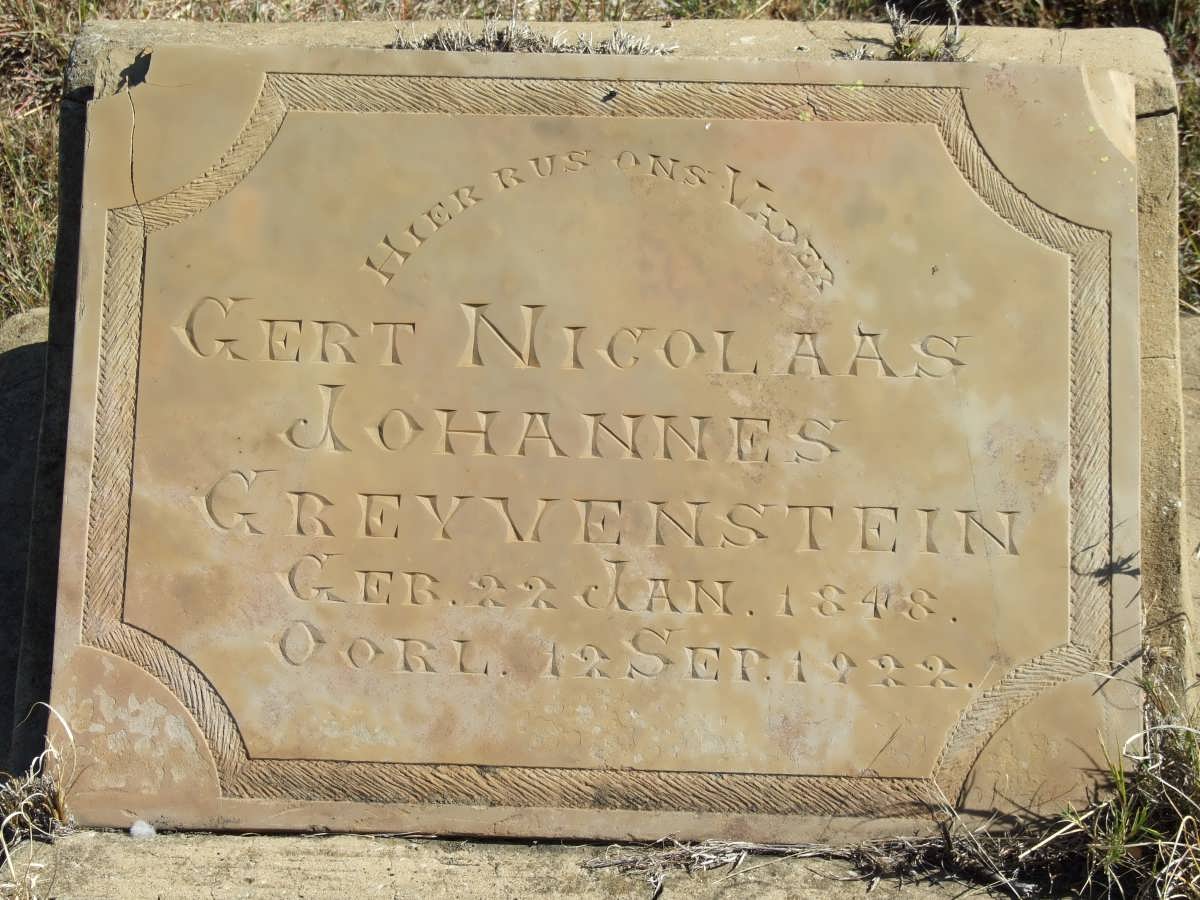 HIER RUS ONS VADER
GERT NICOLAAS
JOHANNES
GREYVENSTEIN
GEB. 22 JAN. 1848.
OORL. 12 SEP. 1922.